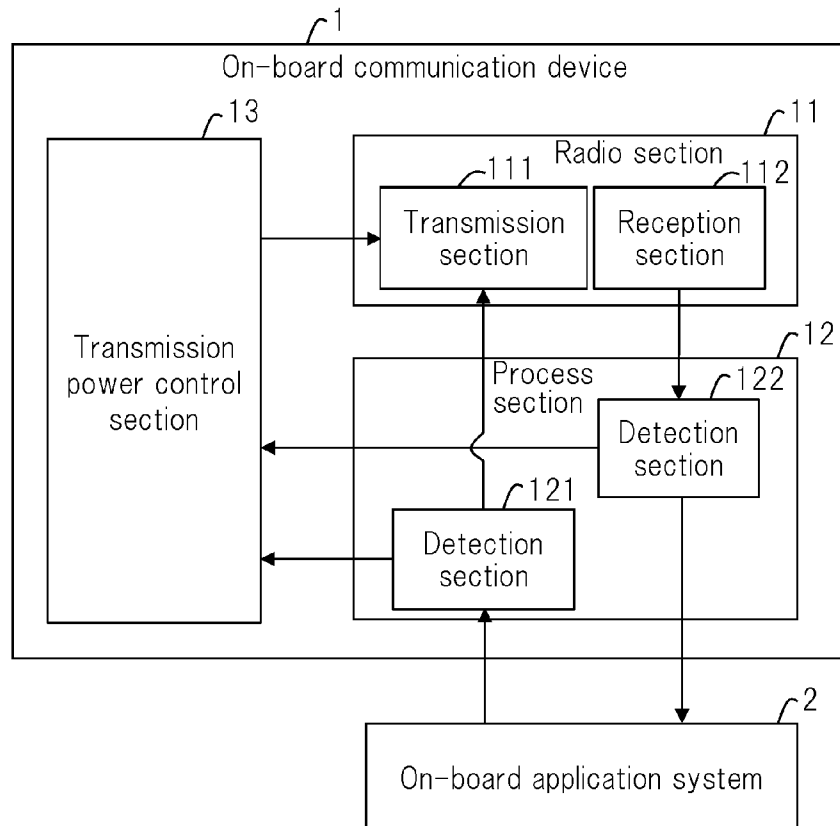 1
On-board communication device
13
11
Radio section
111
112
Transmission
section
Reception
section
Transmission
power control
section
12
Process
section
122
Detection
section
121
Detection
section
2
On-board application system